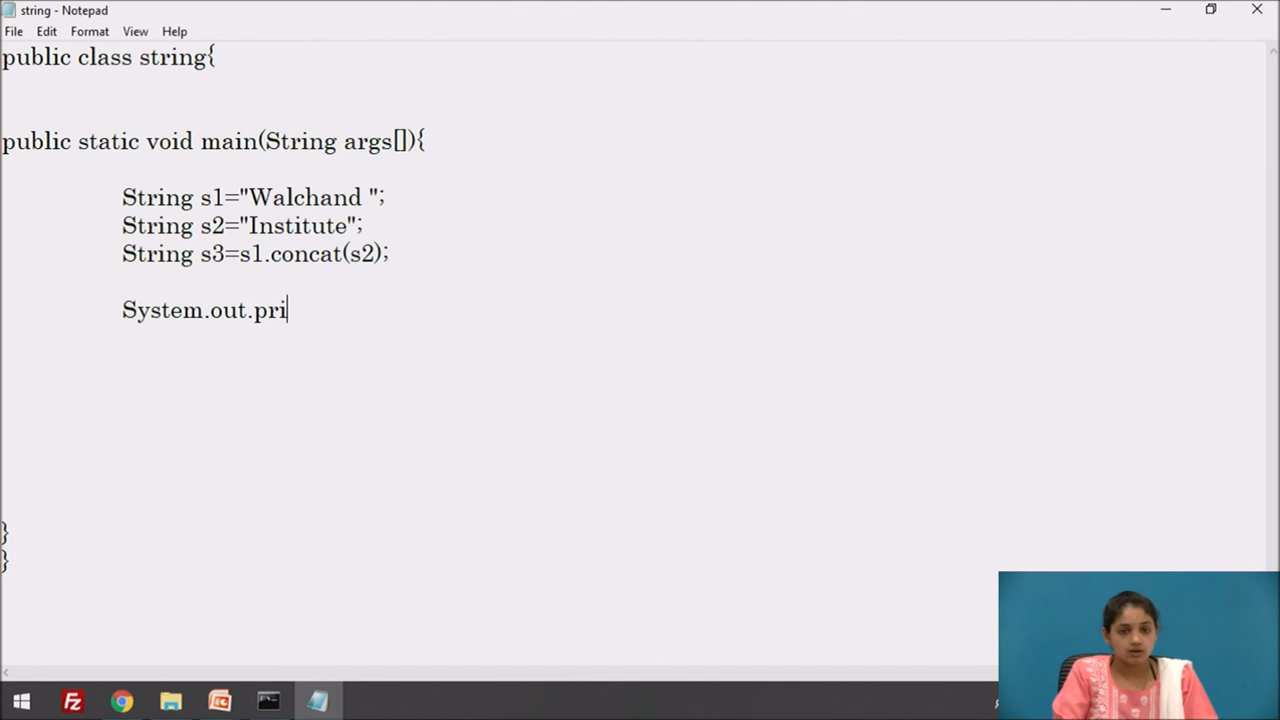 string - Notepad
File Edit Format View Help
public class string{
public static void main(String args[]){
String s1="Walchand ";
String s2="Institute";
String s3=s1.concat(s2);
System.out.pri
}
}